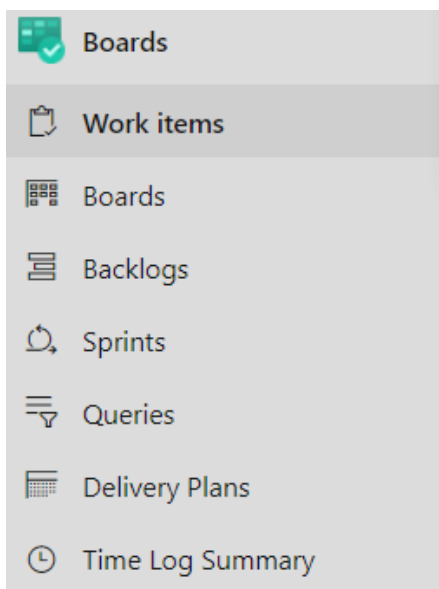 Boards
Work items
Boards
Backlogs
Sprints
Queries
Delivery Plans
Time Log Summary